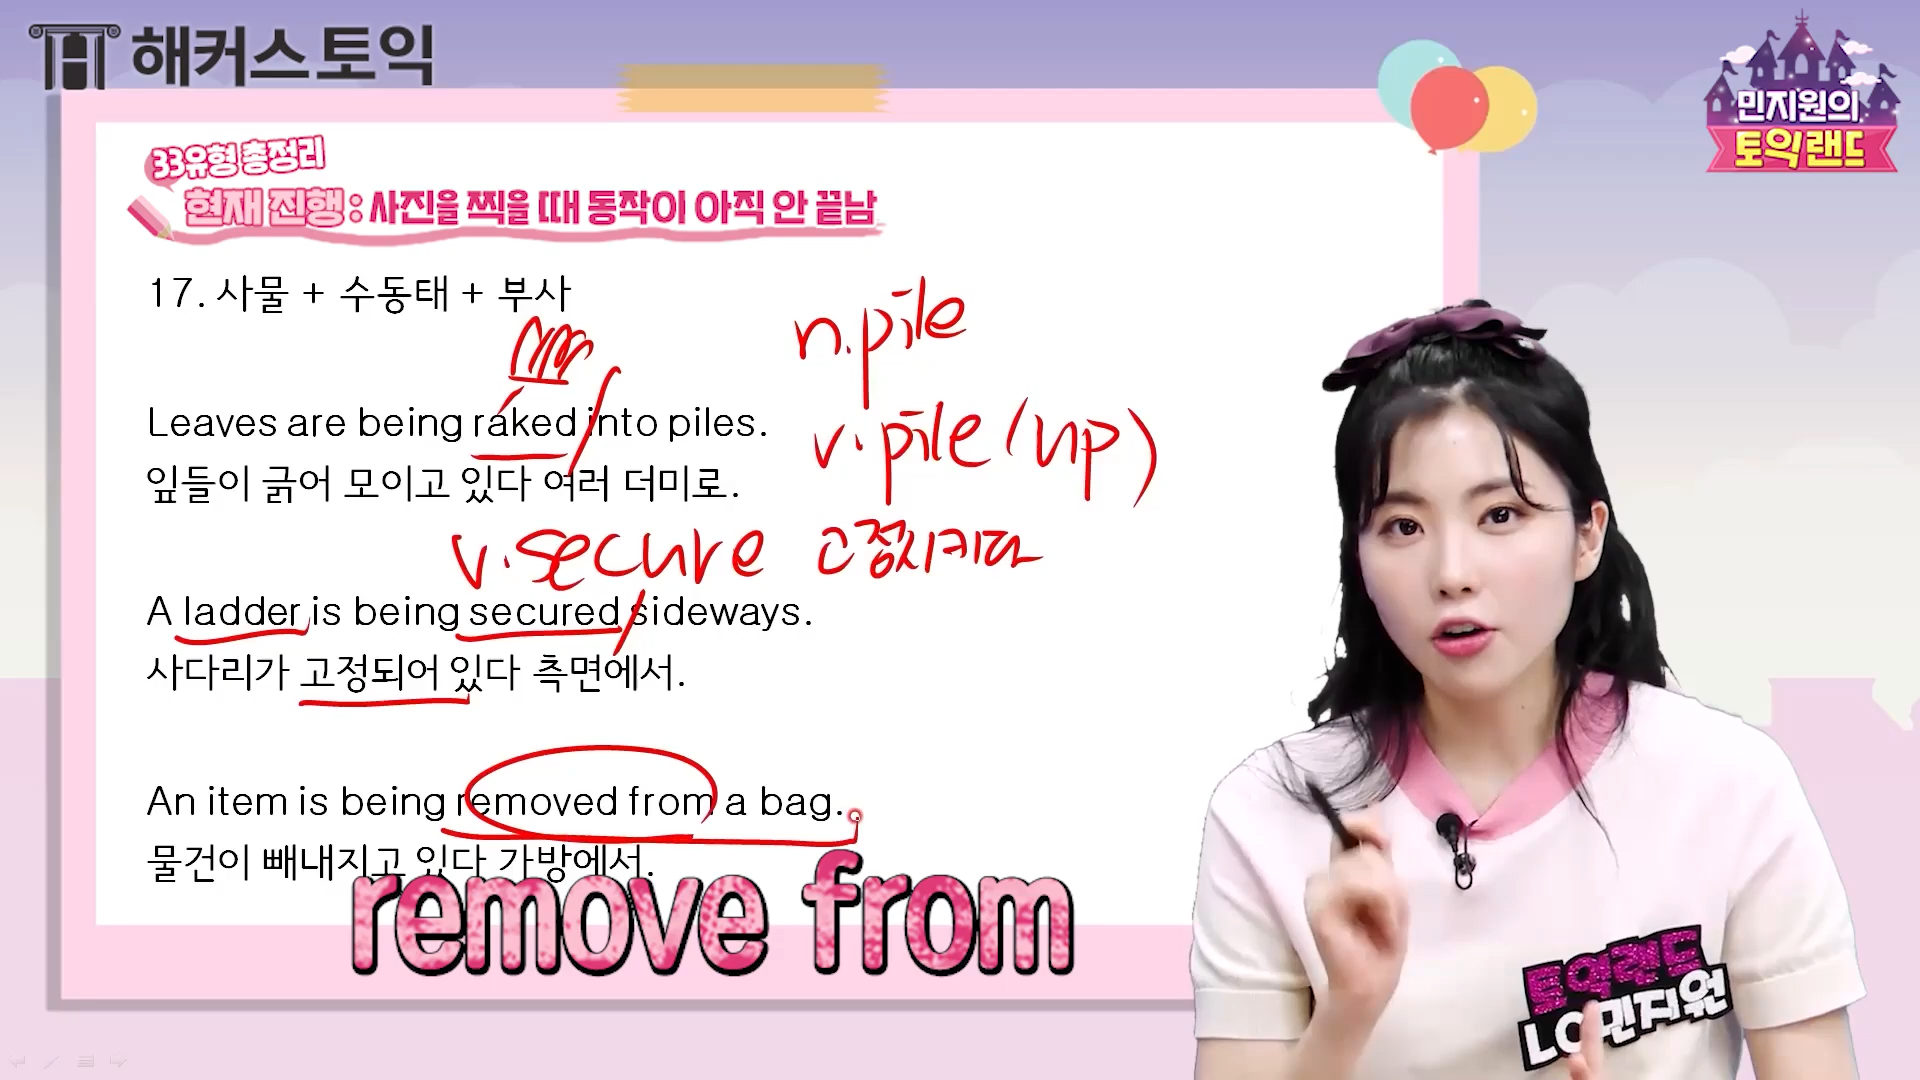 해커스 토익
민지원의
토익랜드
33유형 총정리
현재 진행 : 사진을 찍을 때 동작이 아직 안 끝남
17. 사물 + 수동태 + 부사
n.pile
Leaves are being raked into piles.
v.pile(up)
잎들이 긁어 모이고 있다 여러 더미로.
v.secure 고정시키다
A ladder is being secured sideways.
사다리가 고정되어 있다 측면에서.
An item is being removed from a bag.
물건이 빼내지고 있다 가방에서.
remove from
토익랜드
LC민지원